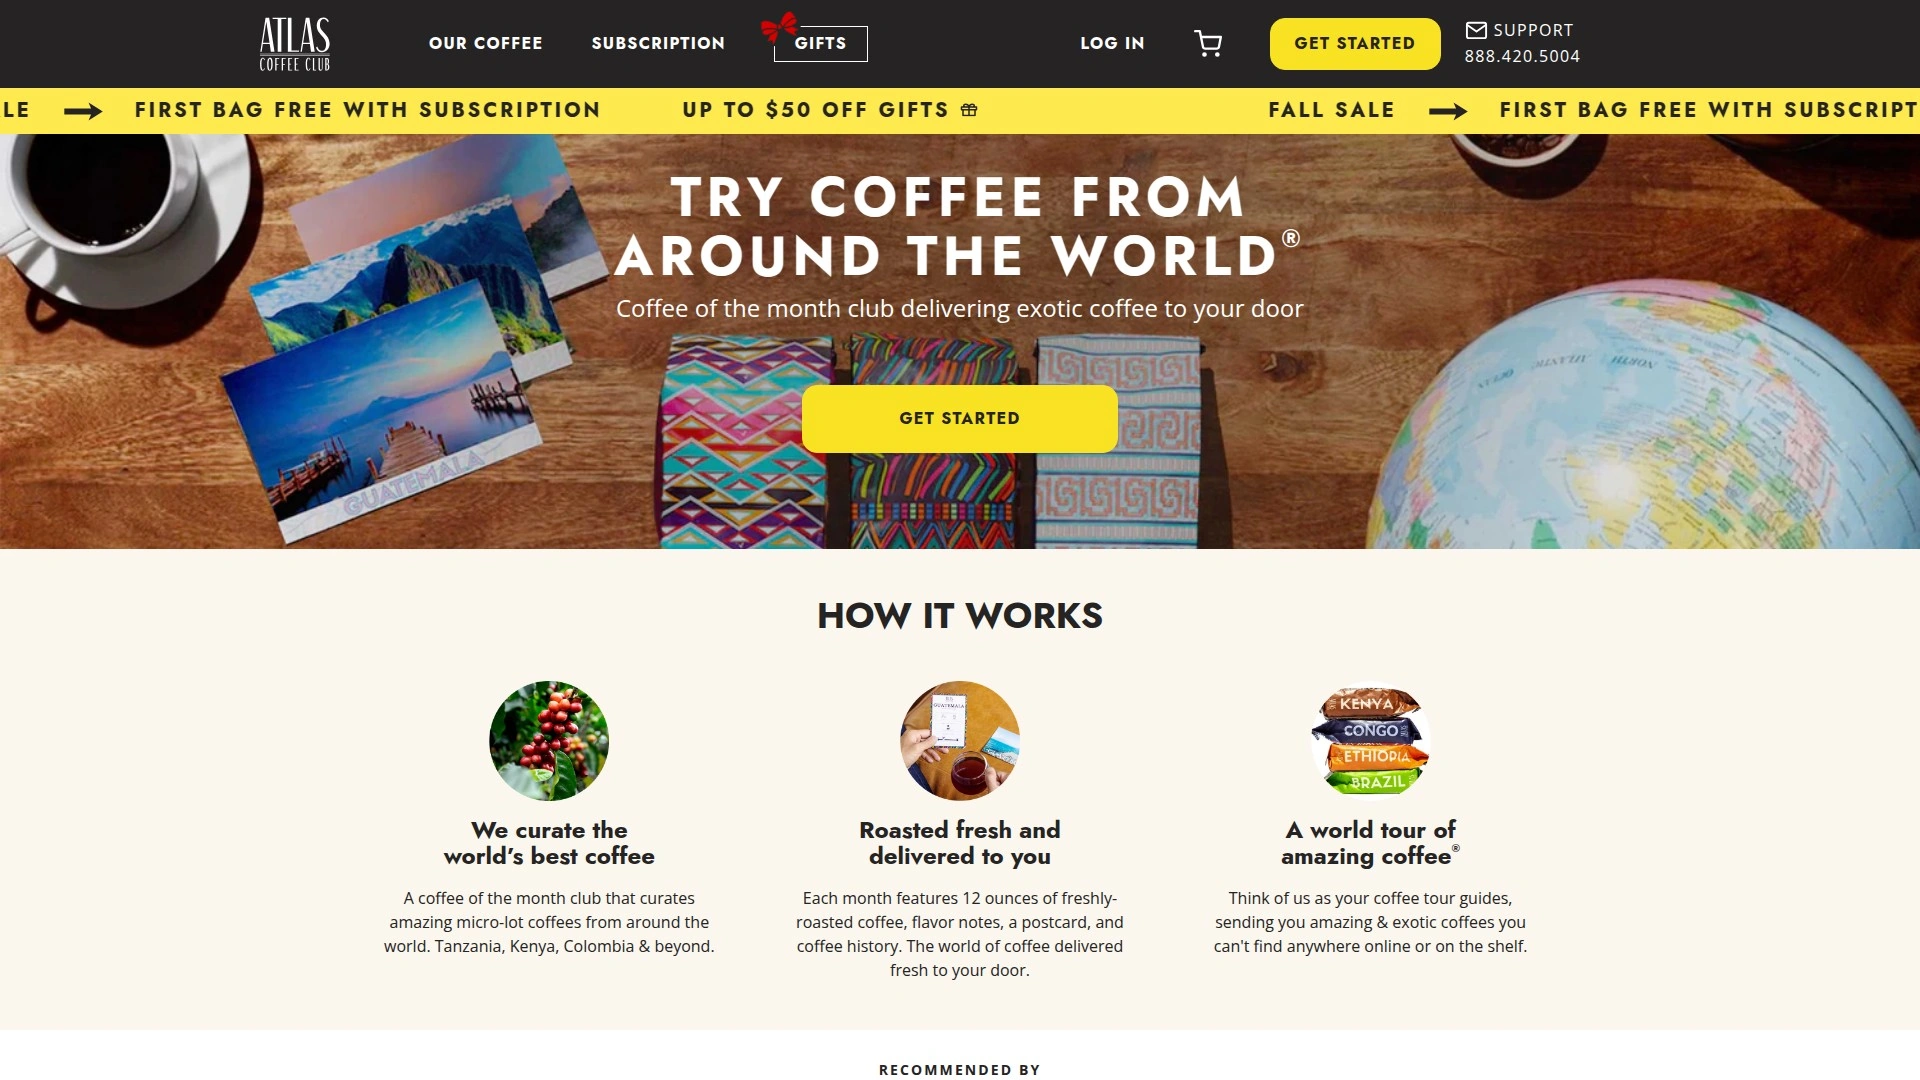 ATLAS
COFFEE CLUB
OUR COFFEE
SUBSCRIPTION
GIFTS
LOG IN
GET STARTED
SUPPORT
888.420.5004
LE
FIRST BAG FREE WITH SUBSCRIPTION
UP TO $50 OFF GIFTS
FALL SALE
FIRST BAG FREE WITH SUBSCRIPT
TRY COFFEE FROM
AROUND THE WORLD®
Coffee of the month club delivering exotic coffee to your door
GET STARTED
GUATEMALA
HOW IT WORKS
KENYA
CONGO
ETHIOPIA
BRAZIL
We curate the
world’s best coffee
A coffee of the month club that curates
amazing micro-lot coffees from around the
world. Tanzania, Kenya, Colombia & beyond.
GUATEMALA
Roasted fresh and
delivered to you
Each month features 12 ounces of freshly-
roasted coffee, flavor notes, a postcard, and
coffee history. The world of coffee delivered
fresh to your door.
A world tour of
amazing coffee®
Think of us as your coffee tour guides,
sending you amazing & exotic coffees you
can't find anywhere online or on the shelf.
RECOMMENDED BY